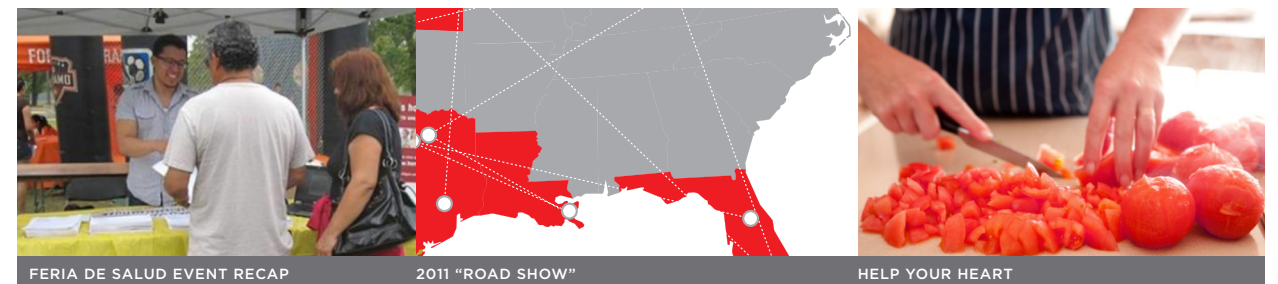 FERIA DE SALUD EVENT RECAP
2011 “ROAD SHOW”
HELP YOUR HEART